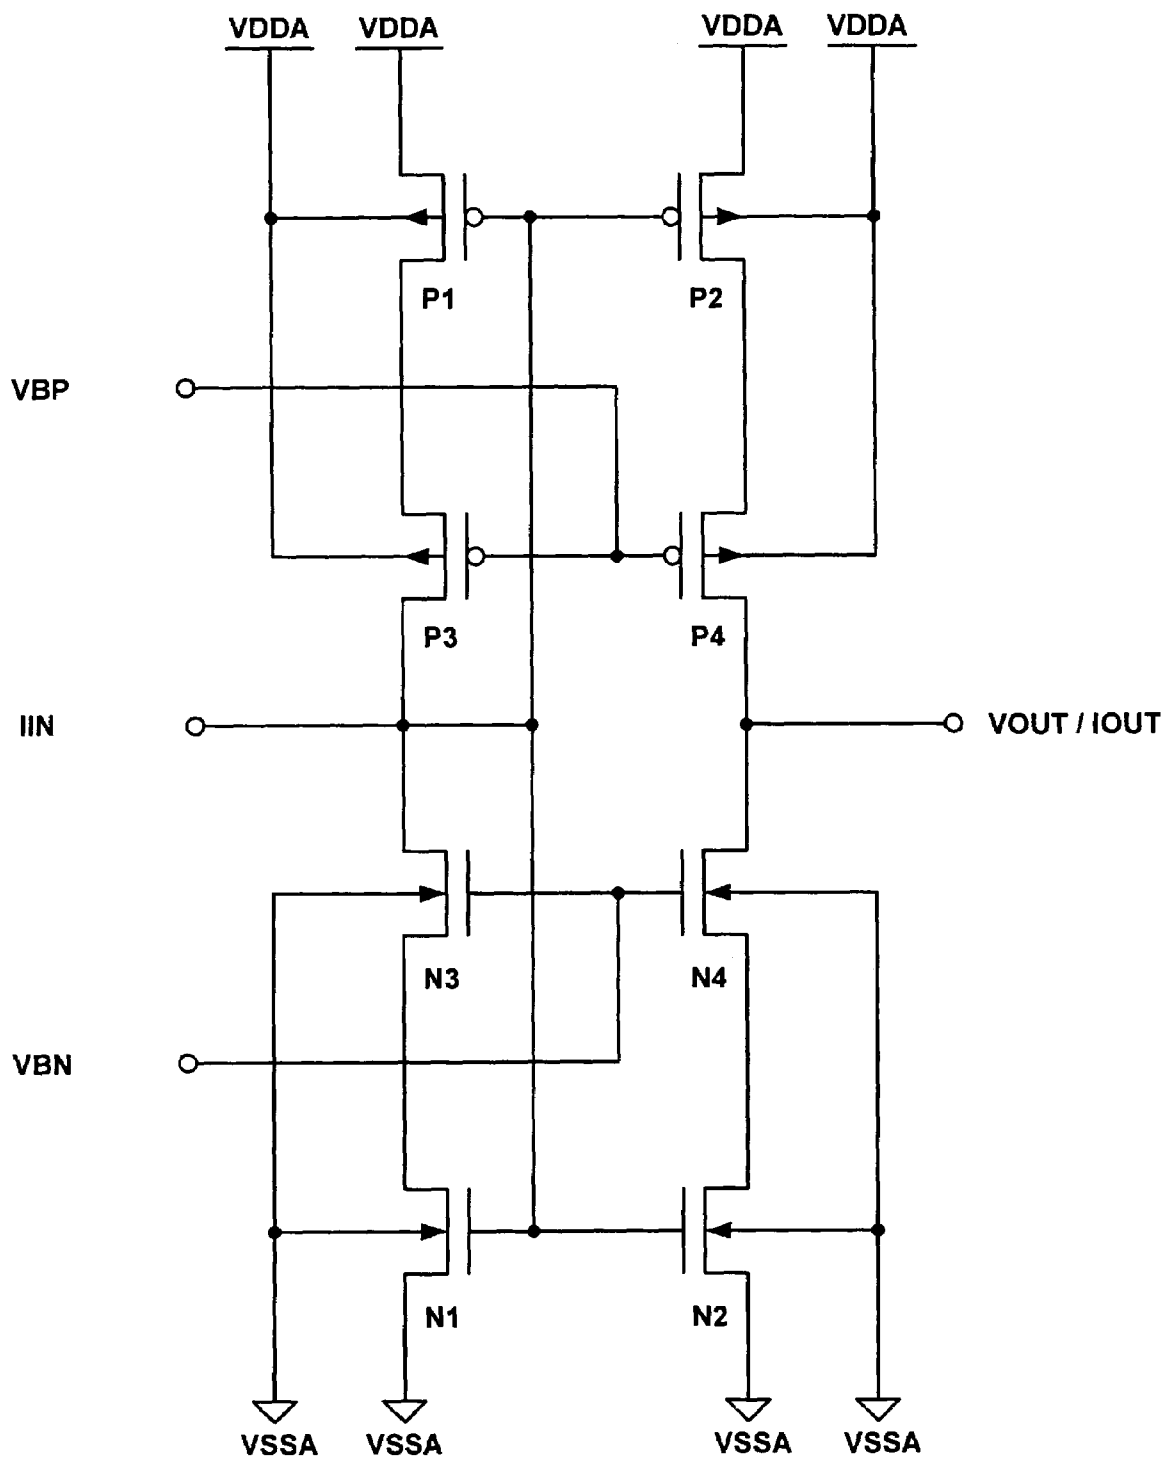 VDDA VDDA VDDA VDDA
P1 P2
VBP
P3 P4
IIN VOUT / IOUT
N3 N4
VBN
N1 N2
VSSA VSSA VSSA VSSA